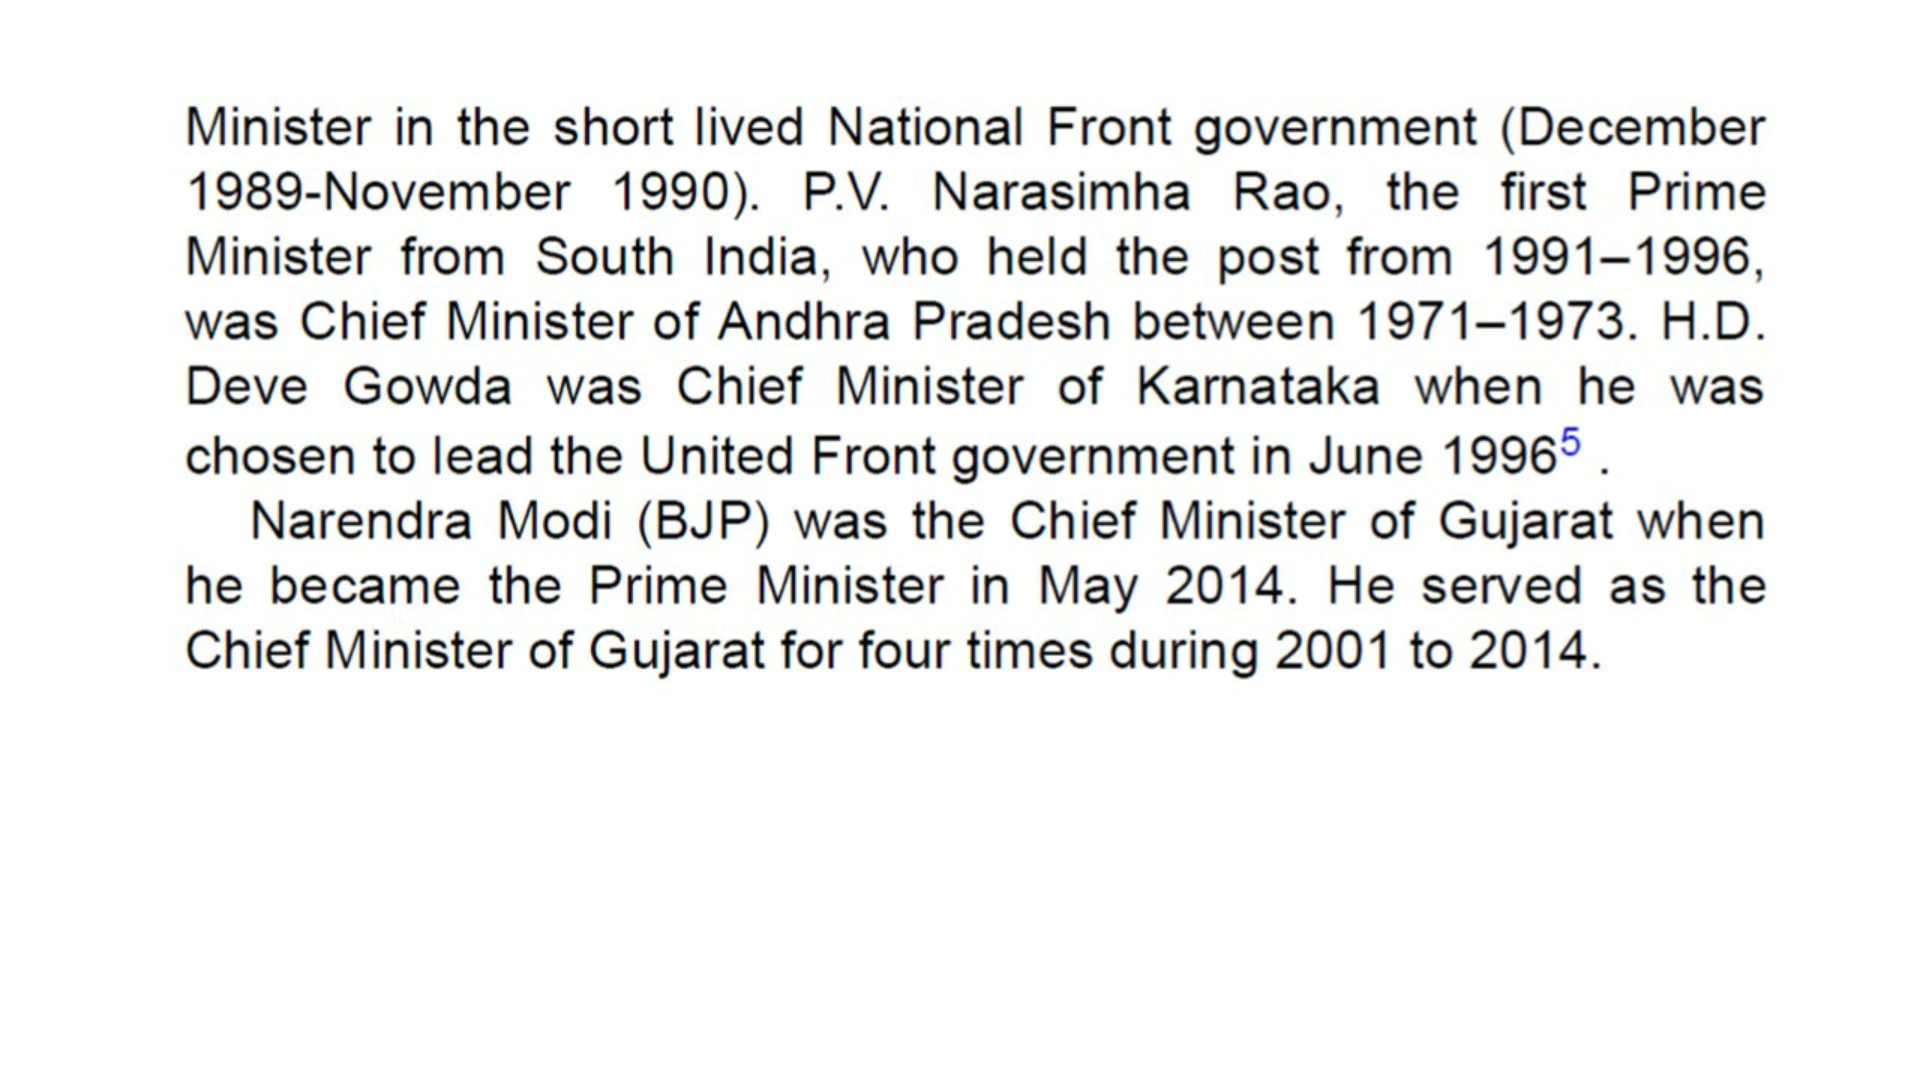 Minister in the short lived National Front government (December
1989-November 1990). P.V. Narasimha Rao, the first Prime
Minister from South India, who held the post from 1991–1996,
was Chief Minister of Andhra Pradesh between 1971–1973. H.D.
Deve Gowda was Chief Minister of Karnataka when he was
chosen to lead the United Front government in June 1996⁵ .
Narendra Modi (BJP) was the Chief Minister of Gujarat when
he became the Prime Minister in May 2014. He served as the
Chief Minister of Gujarat for four times during 2001 to 2014.